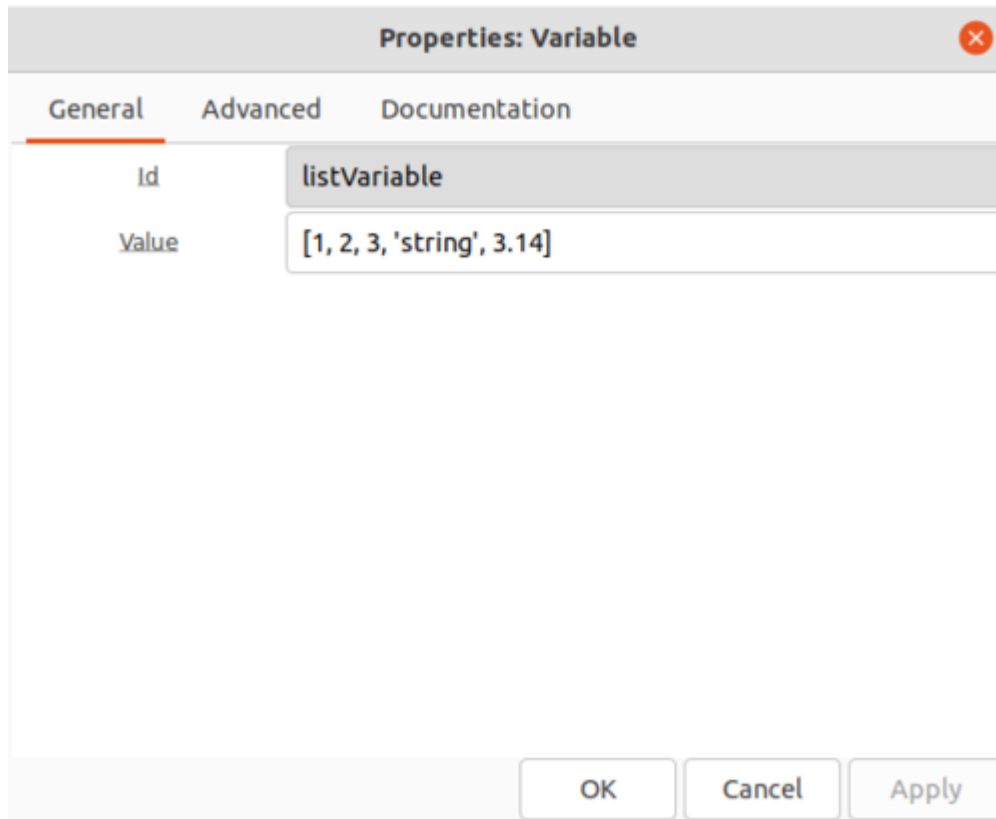 Properties: Variable
General Advanced Documentation
Id listVariable
Value [1, 2, 3, 'string', 3.14]
OK Cancel Apply